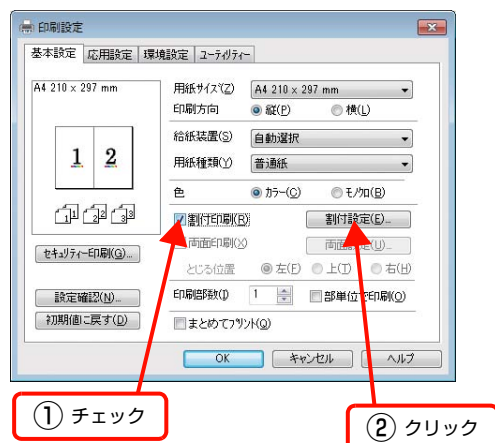 印刷設定
基本設定 応用設定 環境設定 ユーティリティー
A4 210 x 297 mm
用紙サイズ(Z) A4 210 x 297 mm
印刷方向 縦(P) 横(L)
給紙装置(S) 自動選択
用紙種類(Y) 普通紙
1 2
色 カラー(C) モノクロ(B)
1 1 2 2 3 3
割付印刷(R) 割付設定(E)...
両面印刷(X) 両面設定(U)...
セキュリティー印刷(G)...
とじる位置 左(F) 上(T) 右(H)
設定確認(N)...
印刷部数(I) 1 部単位で印刷(O)
初期値に戻す(D)
まとめてプリント(Q)
OK キャンセル ヘルプ
① チェック
② クリック